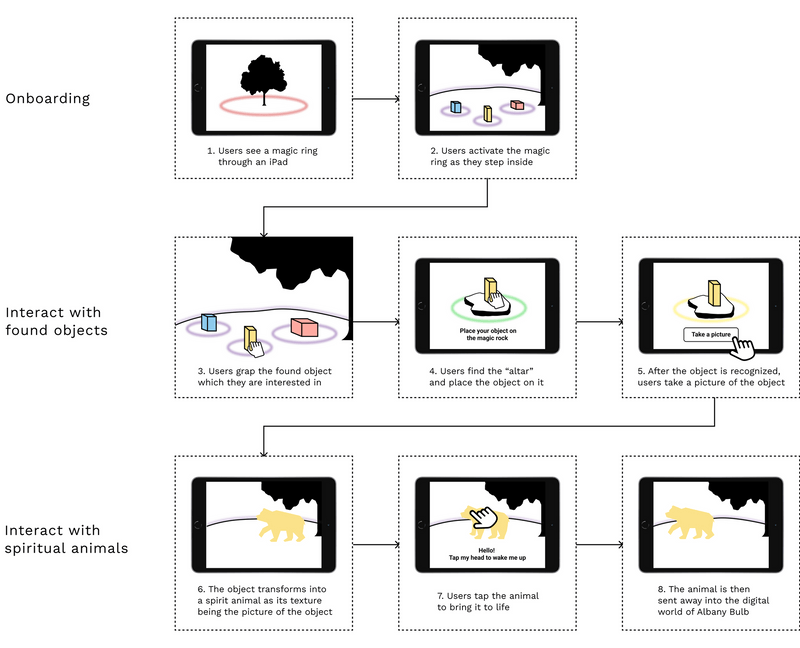 Onboarding
1. Users see a magic ring
through an iPad
2. Users activate the magic
ring as they step inside
Interact with
found objects
3. Users grap the found object
which they are interested in
Place your object on
the magic rock
4. Users find the “altar”
and place the object on it
Take a picture
5. After the object is recognized,
users take a picture of the object
Interact with
spiritual animals
6. The object transforms into
a spirit animal as its texture
being the picture of the object
Hello!
Tap my head to wake me up
7. Users tap the animal
to bring it to life
8. The animal is then
sent away into the digital
world of Albany Bulb